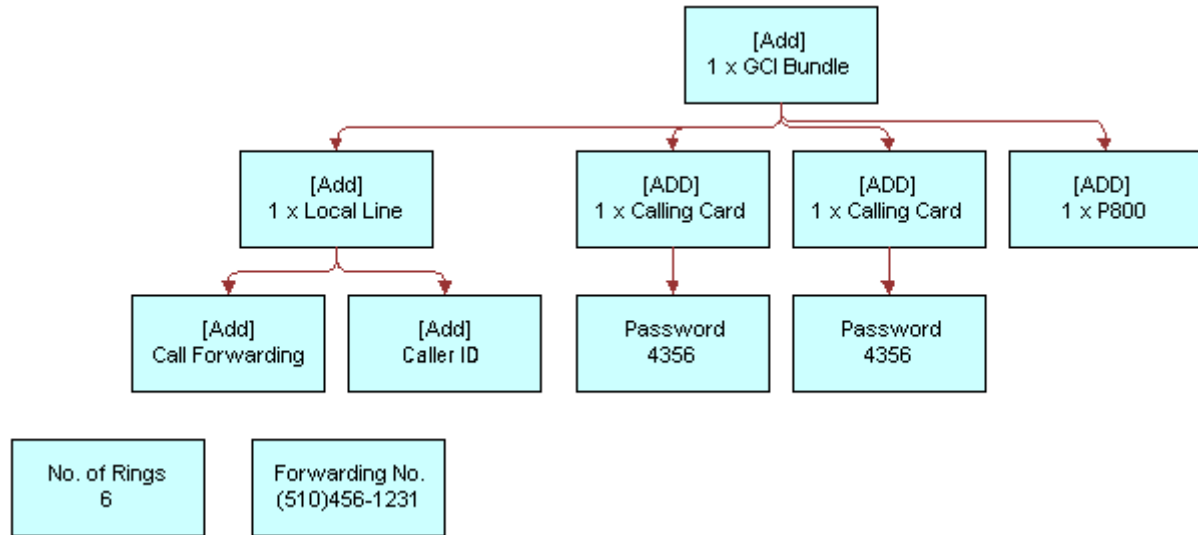 [Add]
1 x GCI Bundle
[Add]
1 x Local Line
[ADD]
1 x Calling Card
[ADD]
1 x Calling Card
[ADD]
1 x P800
[Add]
Call Forwarding
[Add]
Caller ID
Password
4356
Password
4356
No. of Rings
6
Forwarding No.
(510)456-1231